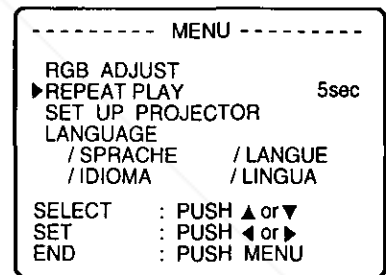 ---------- MENU ----------
RGB ADJUST
▶REPEAT PLAY 5sec
SET UP PROJECTOR
LANGUAGE
/ SPRACHE / LANGUE
/ IDIOMA / LINGUA
SELECT : PUSH ▲ or ▼
SET : PUSH ◀ or ▶
END : PUSH MENU